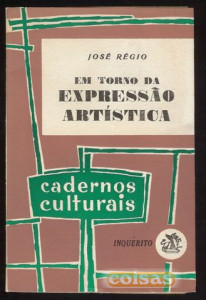 JOSÉ RÉGIO
EM TORNO DA
EXPRESSÃO
ARTÍSTICA
cadernos
culturais
INQUÉRITO
coisas